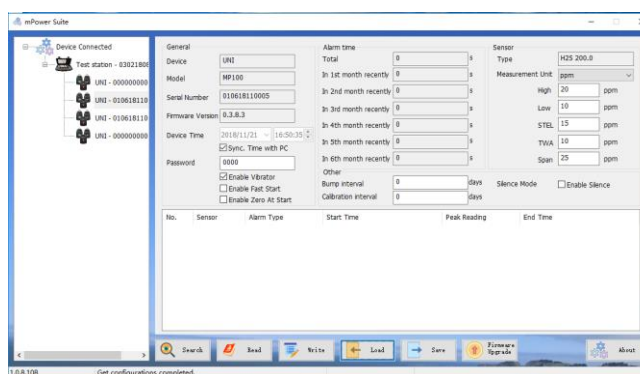 mPower Suite
Device Connected
Test station - 03021808
UNI - 000000000
UNI - 010618110
UNI - 010618110
UNI - 000000000
General
Device UNI
Model MP100
Serial Number 010618110005
Firmware Version 0.3.8.3
Device Time 2018/11/21 16:50:35
Sync. Time with PC
Password 0000
Enable Vibrator
Enable Fast Start
Enable Zero At Start
Alarm time
Total 0 s
In 1st month recently 0 s
In 2nd month recently 0 s
In 3rd month recently 0 s
In 4th month recently 0 s
In 5th month recently 0 s
In 6th month recently 0 s
Other
Bump interval 0 days
Calibration interval 0 days
Sensor
Type H2S 200.0
Measurement Unit ppm
High 20 ppm
Low 10 ppm
STEL 15 ppm
TWA 10 ppm
Span 25 ppm
Silence Mode Enable Silence
No. Sensor Alarm Type Start Time Peak Reading End Time
Search Read Write Load Save Firmware Upgrade About
1.0.8.108 Get configurations completed.